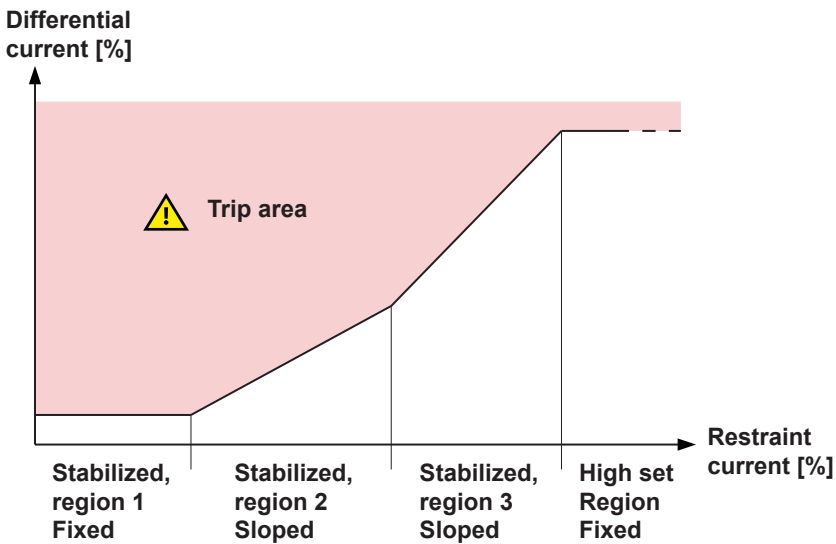 Differential
current [%]
! Trip area
Restraint
current [%]
Stabilized,
region 1
Fixed
Stabilized,
region 2
Sloped
Stabilized,
region 3
Sloped
High set
Region
Fixed